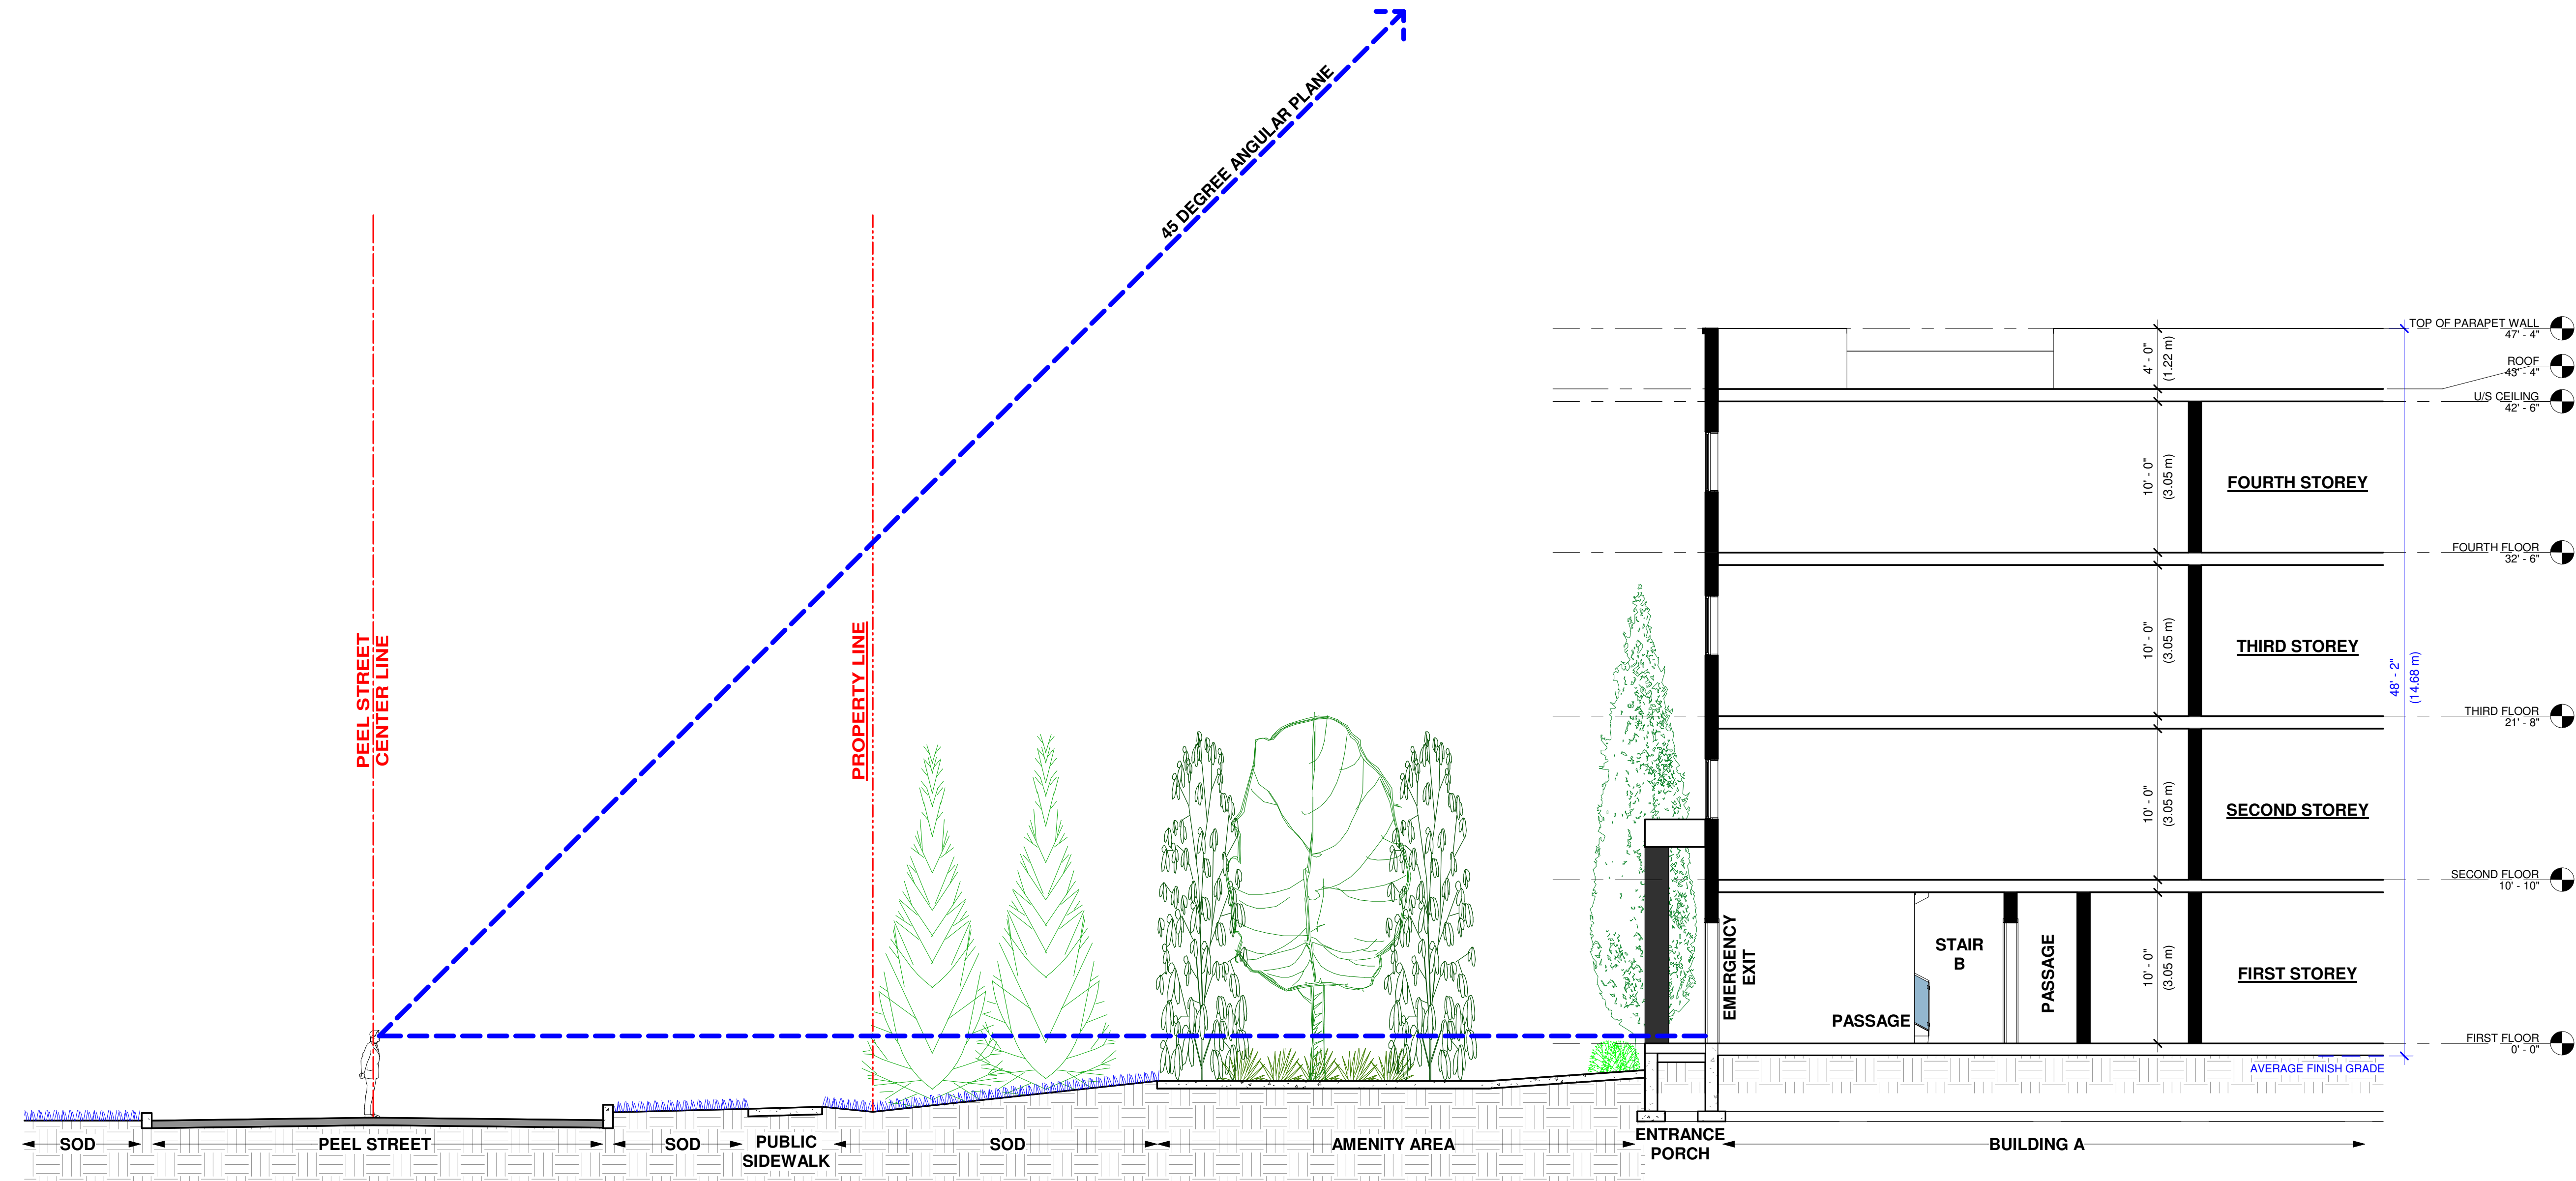 45 DEGREE ANGULAR PLANE
PEEL STREET
CENTER LINE
PROPERTY LINE
TOP OF PARAPET WALL
47' - 4"
ROOF
43' - 4"
U/S CEILING
42' - 6"
4' - 0"
(1.22 m)
10' - 0"
(3.05 m)
FOURTH STOREY
FOURTH FLOOR
32' - 6"
10' - 0"
(3.05 m)
THIRD STOREY
48' - 2"
(14.68 m)
THIRD FLOOR
21' - 8"
10' - 0"
(3.05 m)
SECOND STOREY
SECOND FLOOR
10' - 10"
EMERGENCY
EXIT
PASSAGE
STAIR
B
PASSAGE
10' - 0"
(3.05 m)
FIRST STOREY
FIRST FLOOR
0' - 0"
AVERAGE FINISH GRADE
SOD
PEEL STREET
SOD
PUBLIC
SIDEWALK
SOD
AMENITY AREA
ENTRANCE
PORCH
BUILDING A